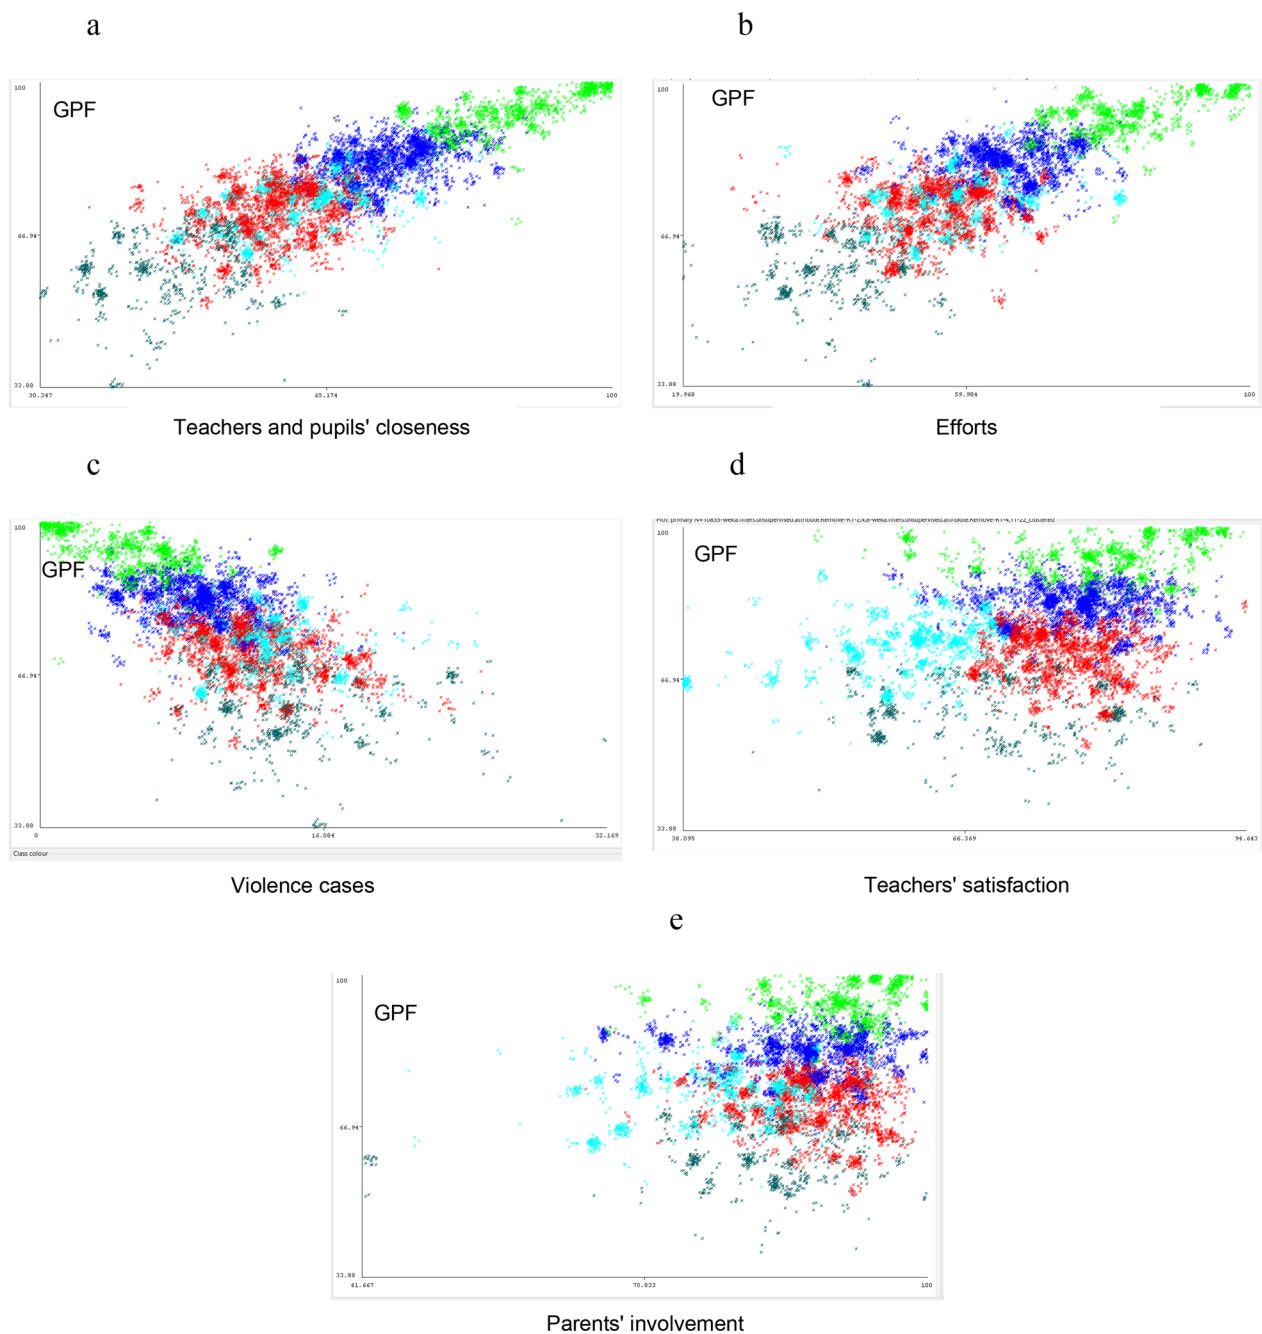 a
b
100
GPF
66.94
33.88
30.347
65.174
100
Teachers and pupils' closeness
100
GPF
66.94
33.88
19.968
59.984
100
Efforts
c
d
100
GPF
66.94
33.88
0
16.084
32.169
Class colour
Violence cases
100
GPF
66.94
33.88
38.095
66.369
94.643
Teachers' satisfaction
e
100
GPF
66.94
33.88
41.667
70.833
100
Parents' involvement